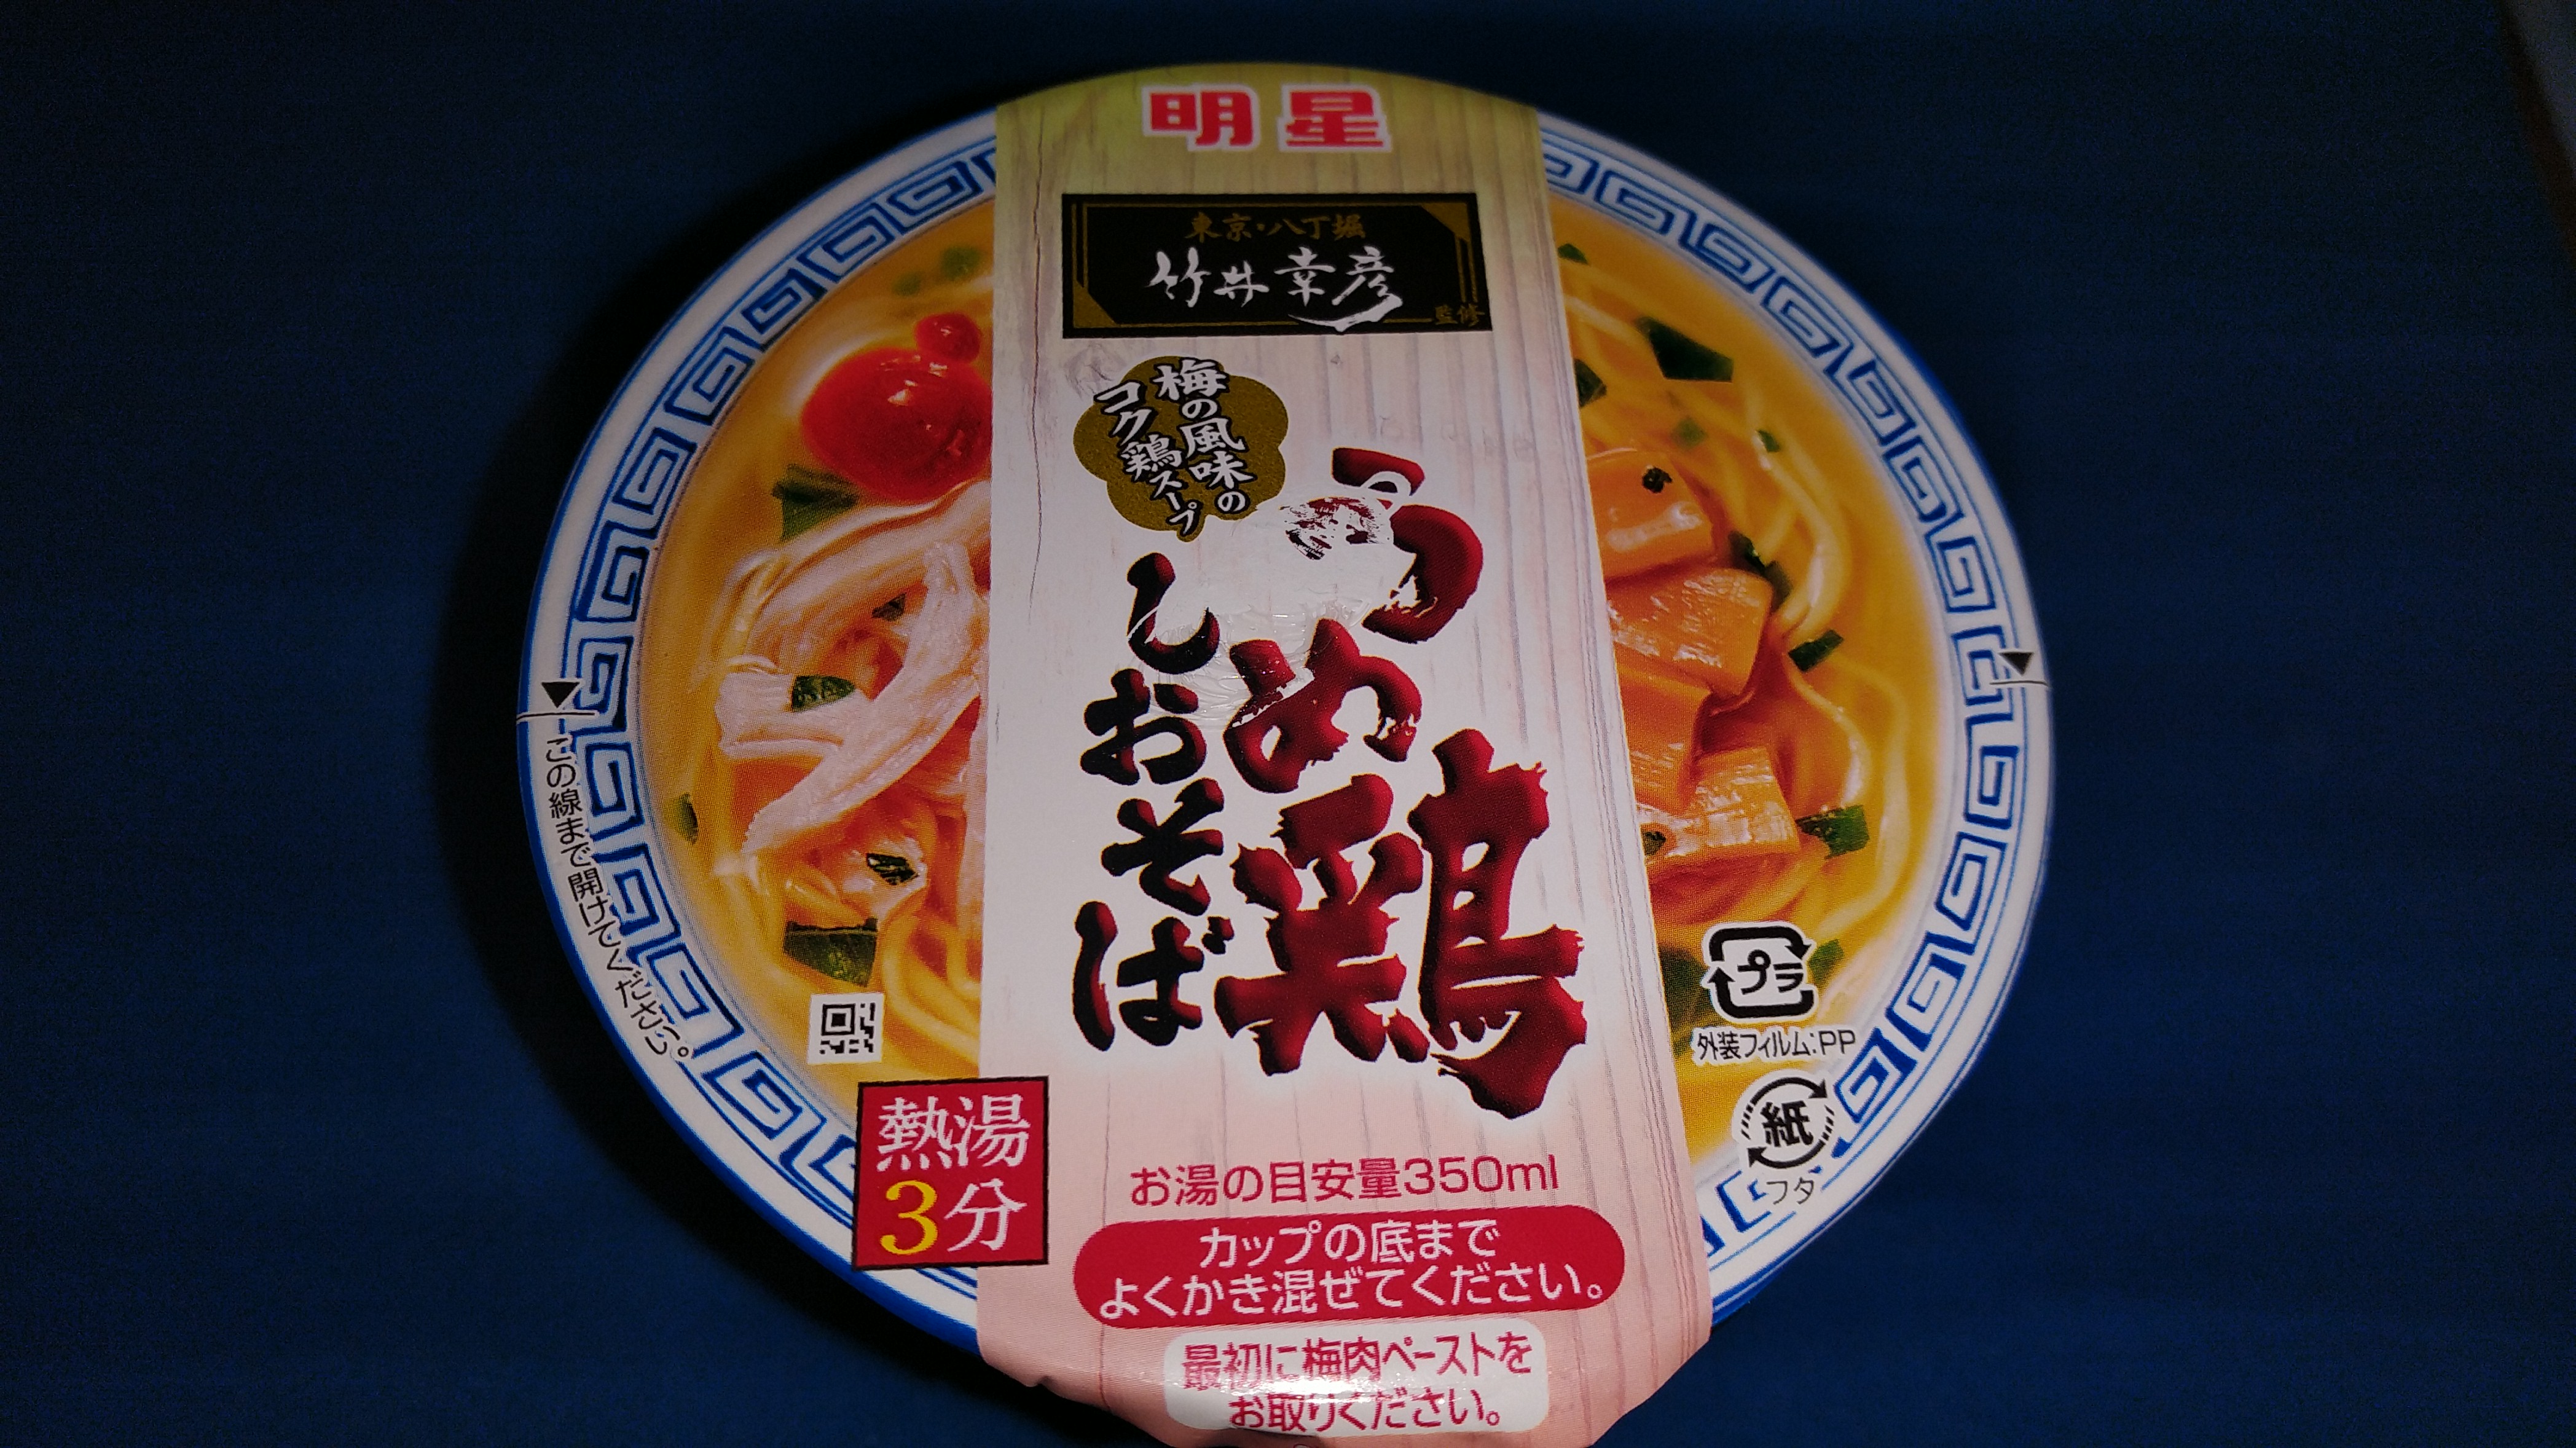 明星
東京・八丁堀
竹井幸彦
監修
梅の風味の
コク鶏スープ
うめ鶏
しおそば
この線まで開けてください。
プラ
外装フィルム:PP
紙
フタ
熱湯
3分
お湯の目安量350ml
カップの底まで
よくかき混ぜてください。
最初に梅肉ペーストを
お取りください。